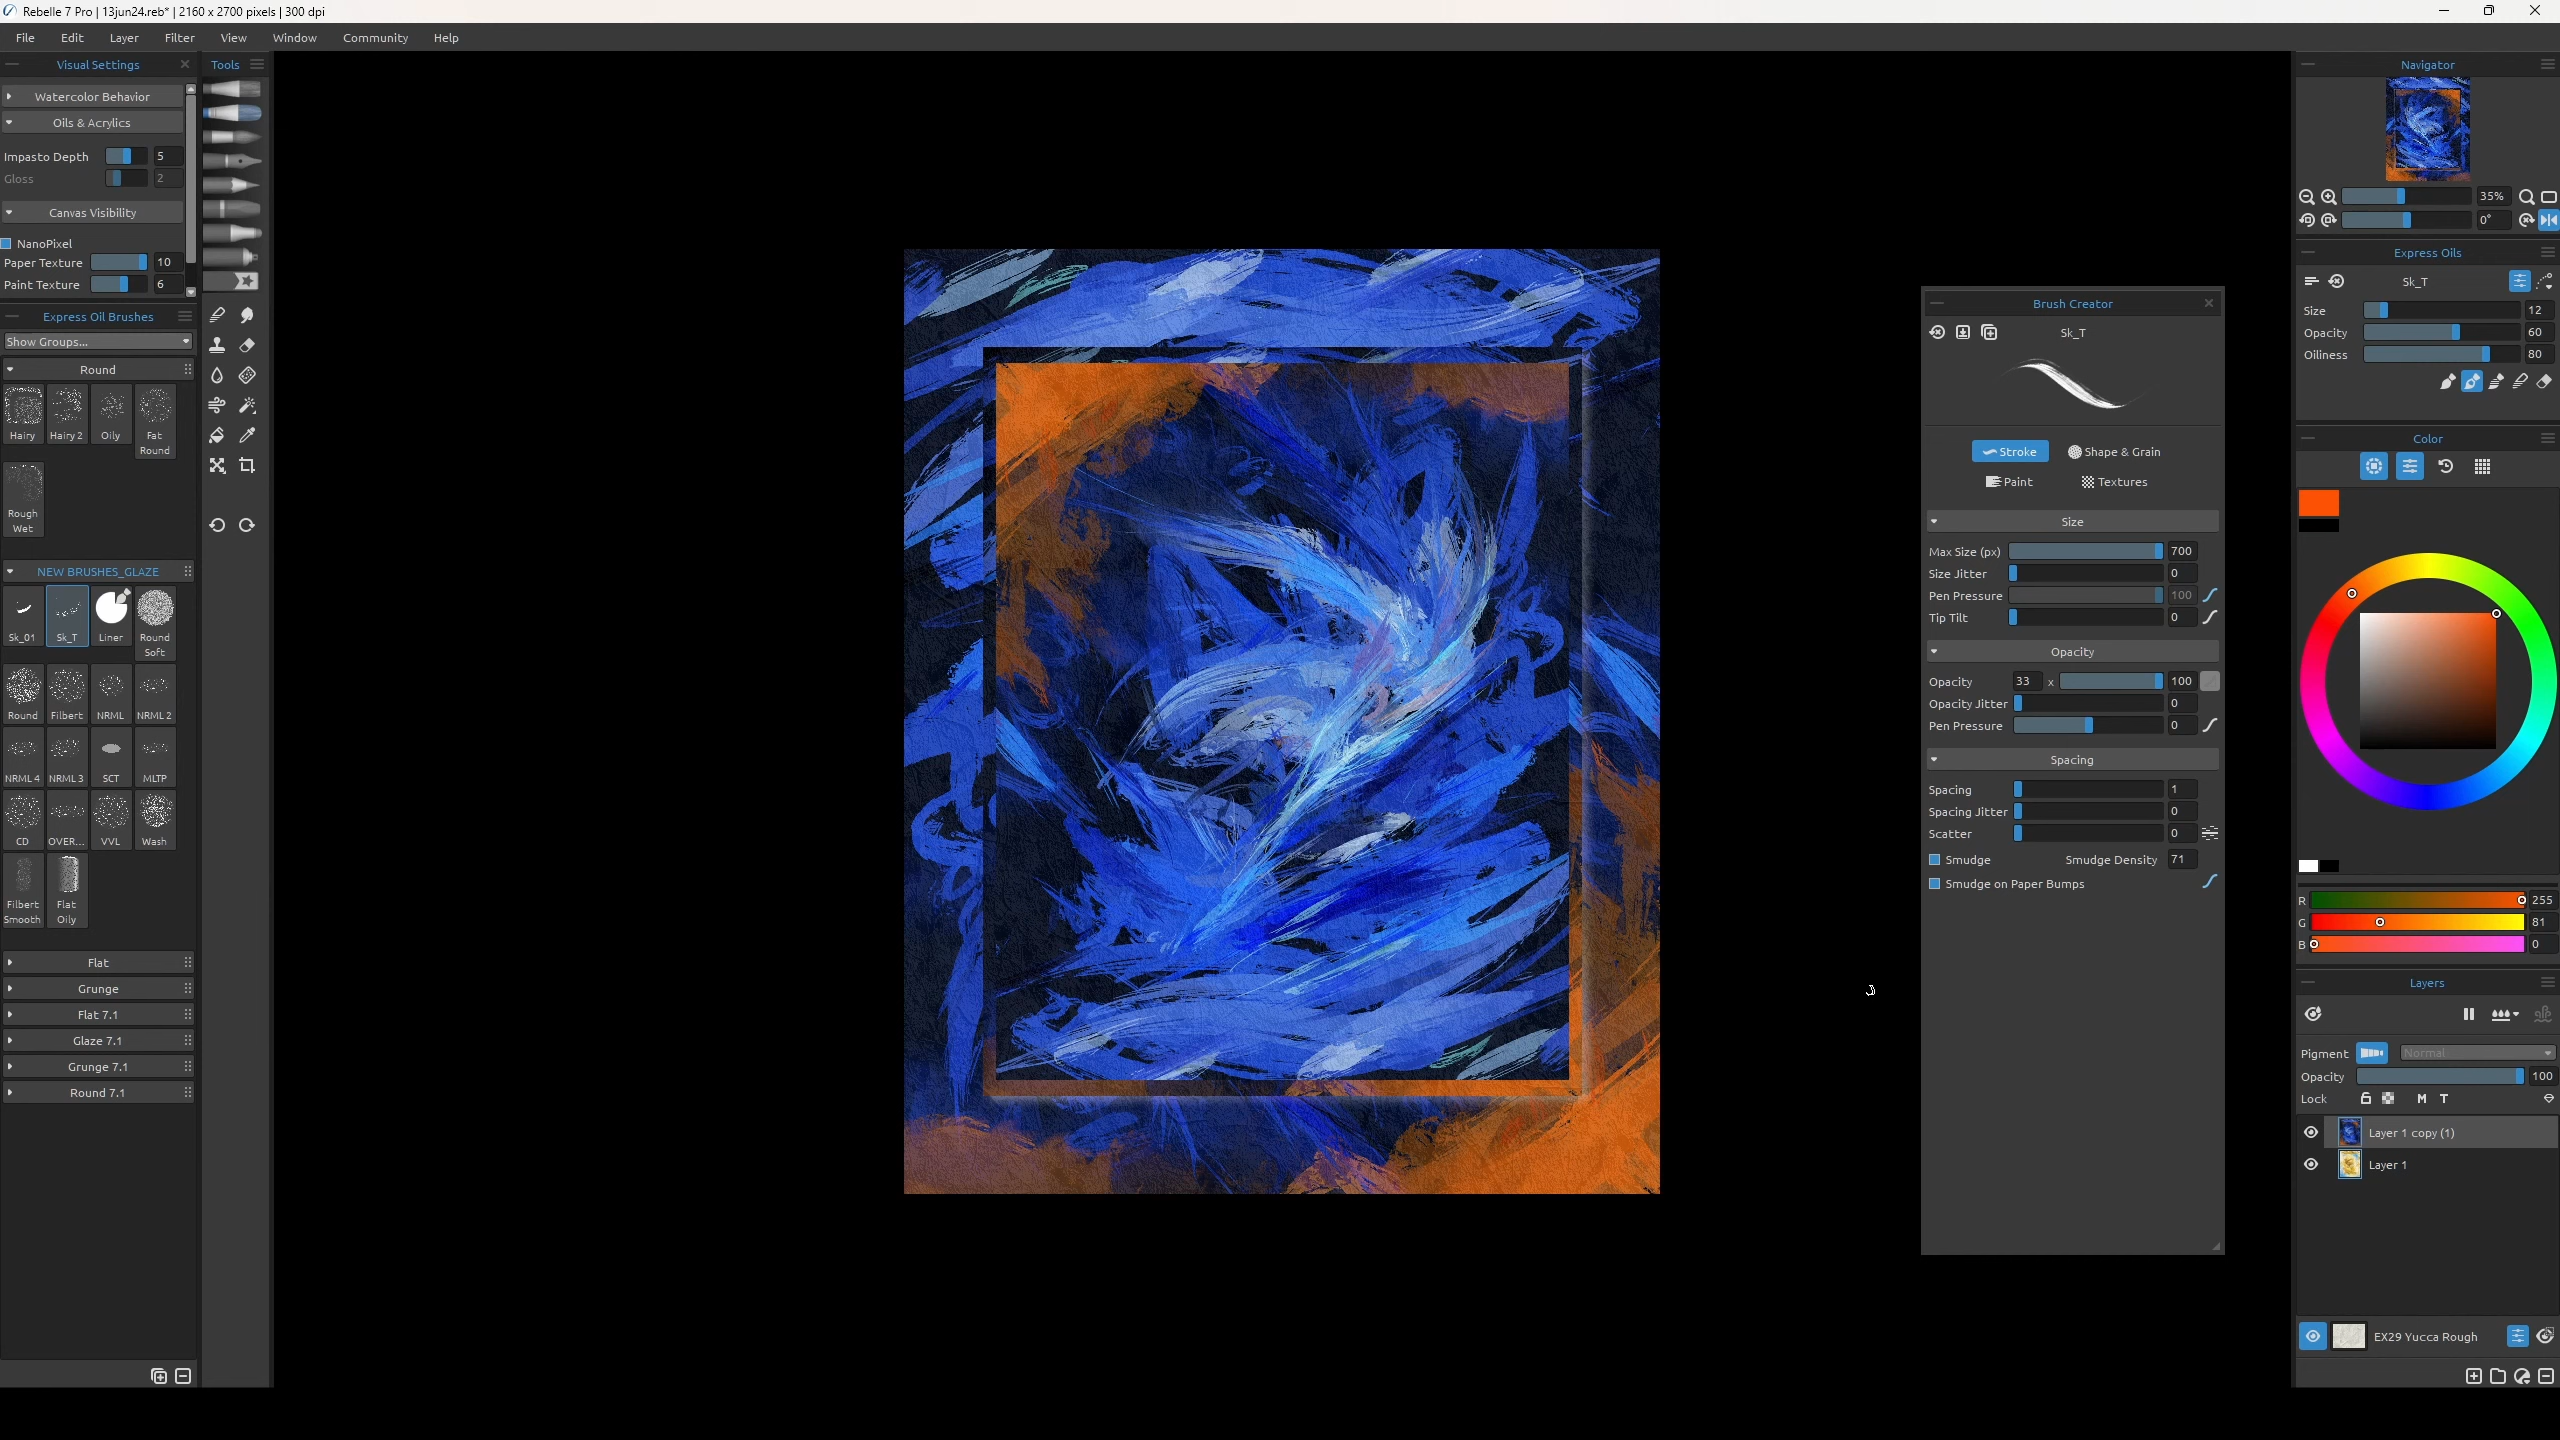 Rebelle 7 Pro | 13jun24.reb* | 2160 x 2700 pixels | 300 dpi
File Edit Layer Filter View Window Community Help
Visual Settings
Watercolor Behavior
Oils & Acrylics
Impasto Depth 5
Gloss 2
Canvas Visibility
NanoPixel
Paper Texture 10
Paint Texture 6
Express Oil Brushes
Show Groups...
Round
Hairy Hairy 2 Oily Fat Round
Rough Wet
NEW BRUSHES_GLAZE
Sk_01 Sk_T Liner Round Soft
Round Filbert NRML NRML 2
NRML 4 NRML 3 SCT MLTP
CD OVER... VVL Wash
Filbert Smooth Flat Oily
Flat
Grunge
Flat 7.1
Glaze 7.1
Grunge 7.1
Round 7.1
Tools
Brush Creator
Sk_T
Stroke Shape & Grain
Paint Textures
Size
Max Size (px) 700
Size Jitter 0
Pen Pressure 100
Tip Tilt 0
Opacity
Opacity 33 x 100
Opacity Jitter 0
Pen Pressure 0
Spacing
Spacing 1
Spacing Jitter 0
Scatter 0
Smudge Smudge Density 71
Smudge on Paper Bumps
Navigator
35%
0°
Express Oils
Sk_T
Size 12
Opacity 60
Oiliness 80
Color
R 255
G 81
B 0
Layers
Pigment Normal
Opacity 100
Lock M T
Layer 1 copy (1)
Layer 1
EX29 Yucca Rough